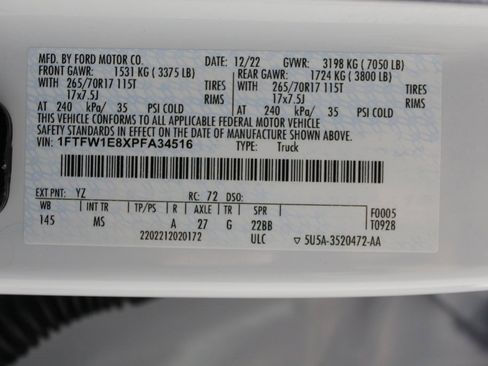 MFD. BY FORD MOTOR CO. 12/22 GVWR: 3198 KG ( 7050 LB)
FRONT GAWR: 1531 KG ( 3375 LB) REAR GAWR: 1724 KG ( 3800 LB)
WITH TIRES WITH TIRES
265/70R17 115T 265/70R17 115T
17x7.5J RIMS 17x7.5J RIMS
AT 240 kPa/ 35 PSI COLD AT 240 kPa/ 35 PSI COLD
THIS VEHICLE CONFORMS TO ALL APPLICABLE FEDERAL MOTOR VEHICLE
SAFETY STANDARDS IN EFFECT ON THE DATE OF MANUFACTURE SHOWN ABOVE.
VIN: 1FTFW1E8XPFA34516 TYPE: Truck
EXT PNT: YZ RC: 72 DSO:
WB INT TR TP/PS R AXLE TR SPR F0005
145 MS A 27 G 22BB T092B
2202212020172 ULC ▽ 5U5A-3520472-AA